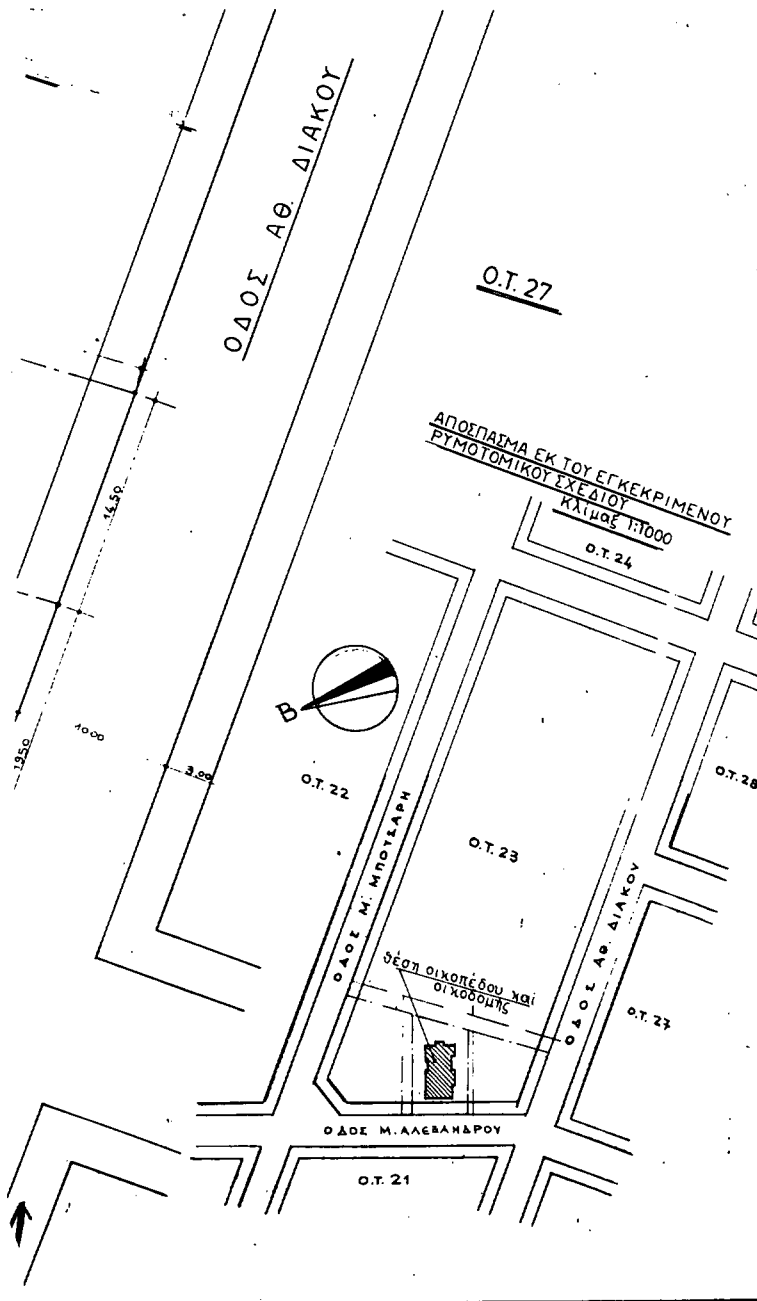 ΟΔΟΣ ΑΘ. ΔΙΑΚΟΥ
Ο.Τ. 27
ΑΠΟΣΠΑΣΜΑ ΕΚ ΤΟΥ ΕΓΚΕΚΡΙΜΕΝΟΥ
ΡΥΜΟΤΟΜΙΚΟΥ ΣΧΕΔΙΟΥ
Κλίμαξ 1:1000
Ο.Τ. 24
14.50
Β
19.50
10.00
3.00
Ο.Τ. 22
Ο.Τ. 28
Ο.Τ. 23
ΟΔΟΣ Μ. ΜΠΟΤΣΑΡΗ
ΟΔΟΣ ΑΘ. ΔΙΑΚΟΥ
θέση οικοπέδου και
οικοδομής
Ο.Τ. 27
ΟΔΟΣ Μ. ΑΛΕΞΑΝΔΡΟΥ
Ο.Τ. 21